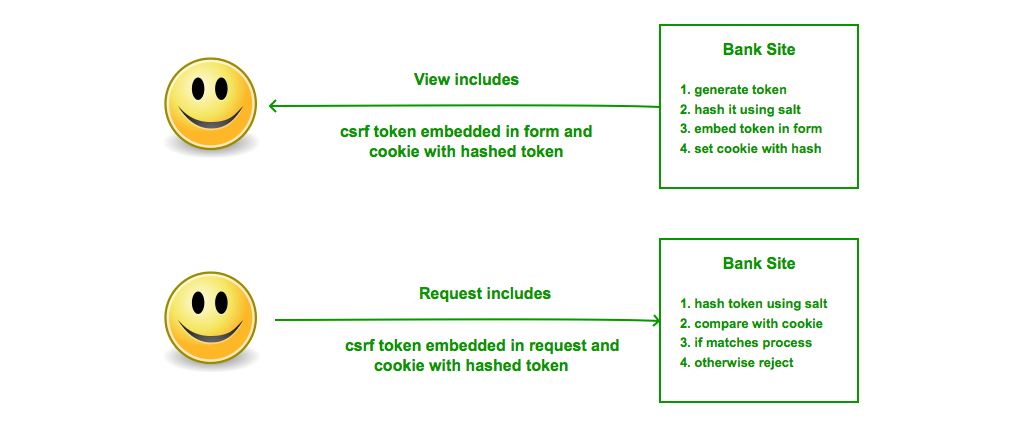 View includes
csrf token embedded in form and
cookie with hashed token
Bank Site
1. generate token
2. hash it using salt
3. embed token in form
4. set cookie with hash
Request includes
csrf token embedded in request and
cookie with hashed token
Bank Site
1. hash token using salt
2. compare with cookie
3. if matches process
4. otherwise reject